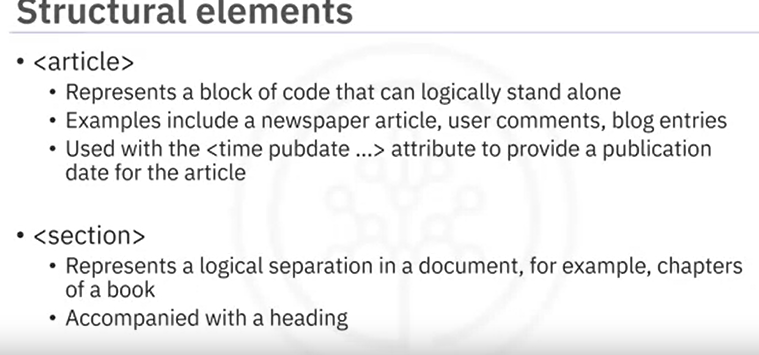 Structural elements
• <article>
• Represents a block of code that can logically stand alone
• Examples include a newspaper article, user comments, blog entries
• Used with the <time pubdate ...> attribute to provide a publication
date for the article
• <section>
• Represents a logical separation in a document, for example, chapters
of a book
• Accompanied with a heading